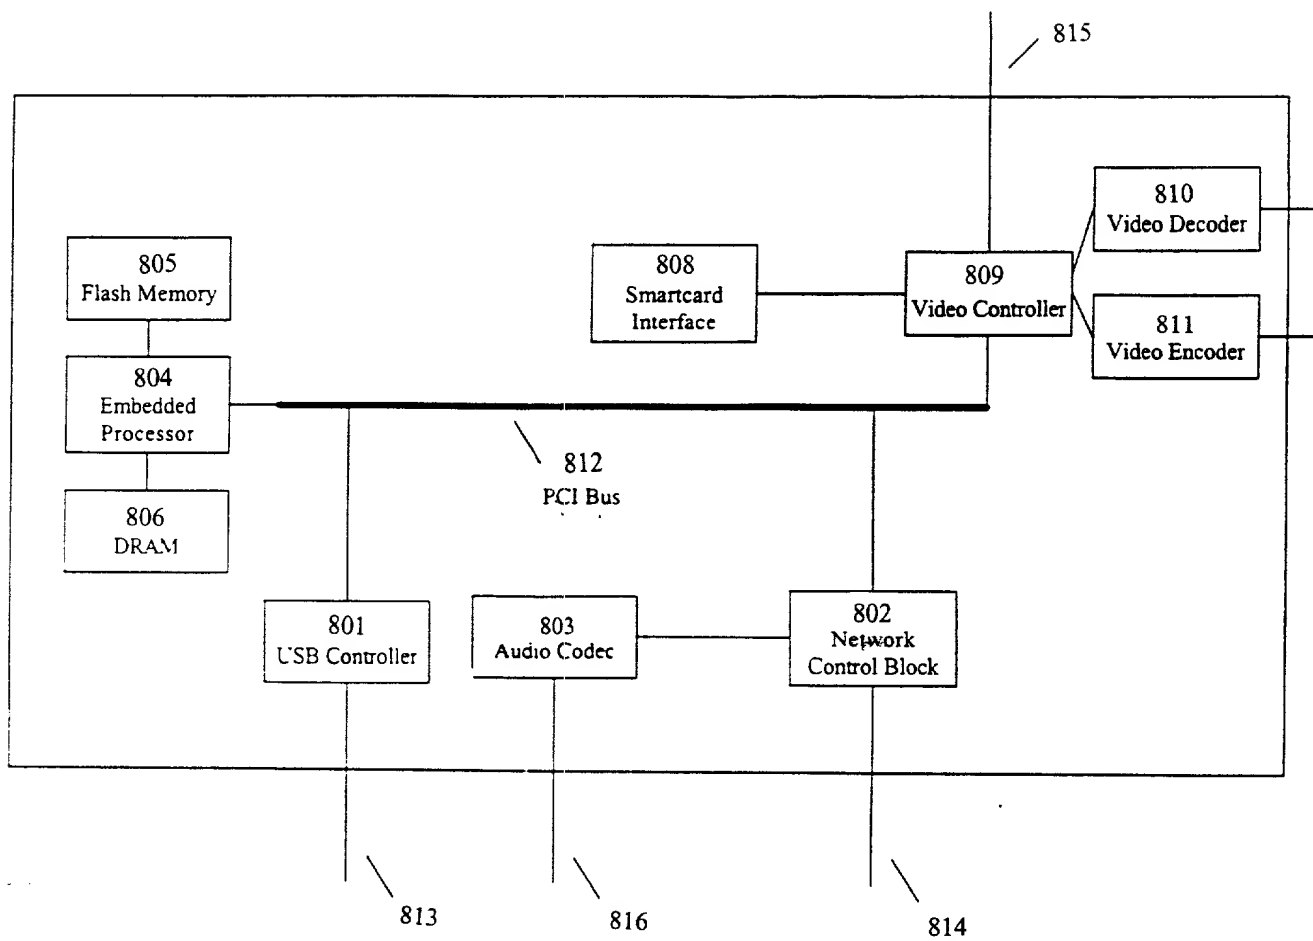 815
810
Video Decoder
805
Flash Memory
808
Smartcard
Interface
809
Video Controller
811
Video Encoder
804
Embedded
Processor
812
PCI Bus
806
DRAM
801
USB Controller
803
Audio Codec
802
Network
Control Block
813
816
814